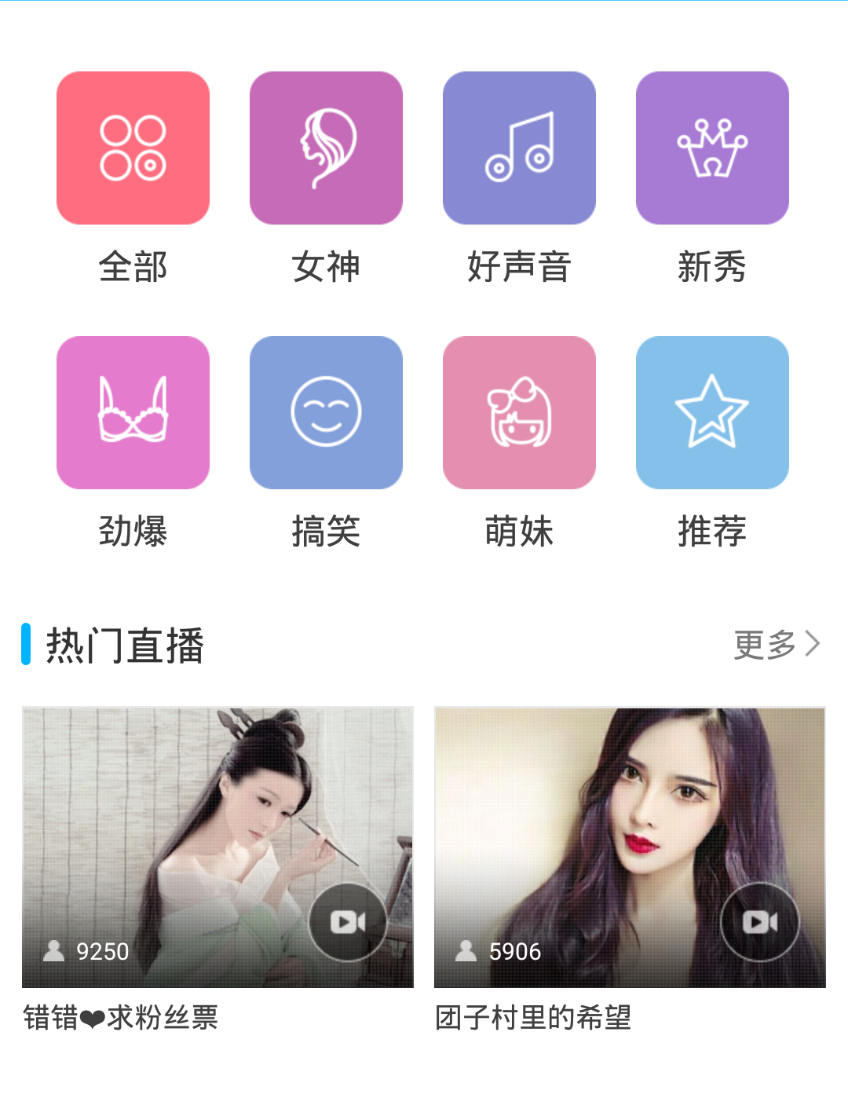 全部 女神 好声音 新秀
劲爆 搞笑 萌妹 推荐
热门直播 更多
9250 5906
错错❤求粉丝票 团子村里的希望